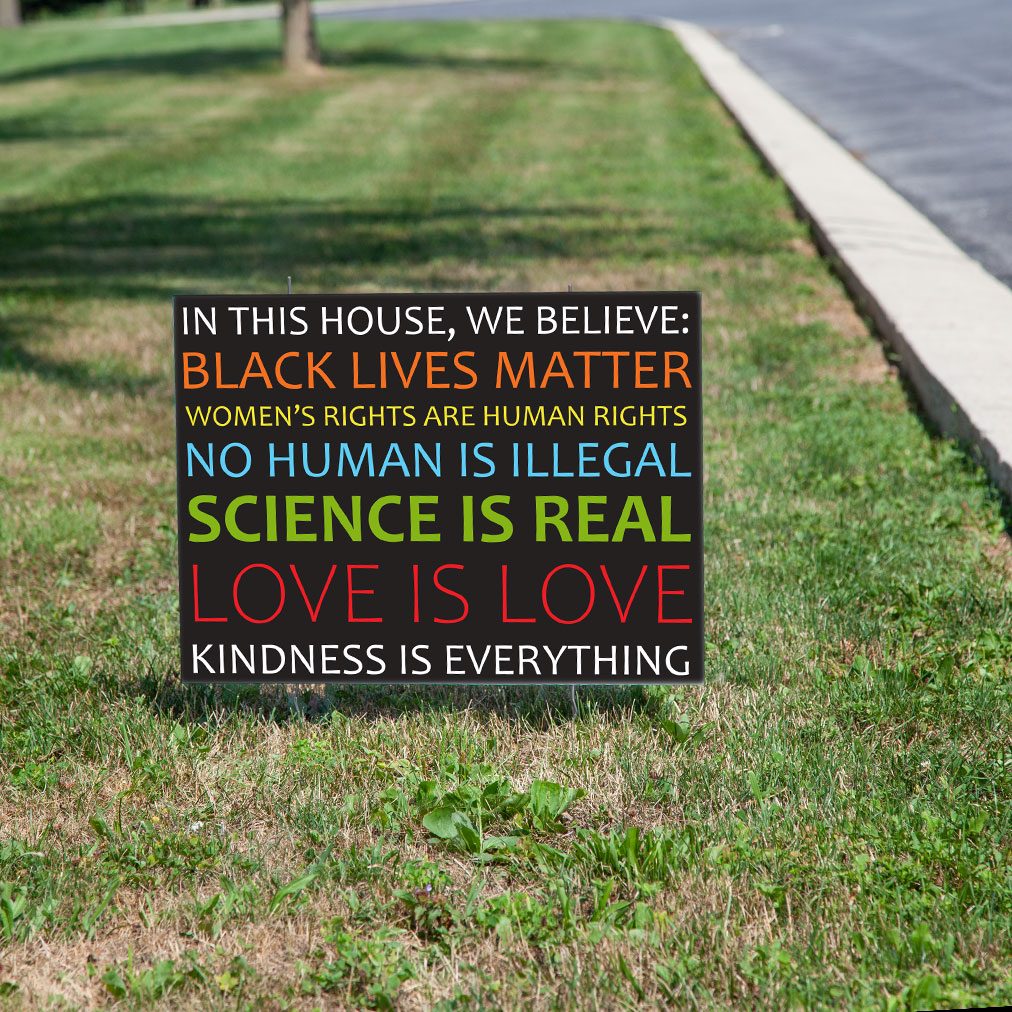 IN THIS HOUSE, WE BELIEVE:
BLACK LIVES MATTER
WOMEN'S RIGHTS ARE HUMAN RIGHTS
NO HUMAN IS ILLEGAL
SCIENCE IS REAL
LOVE IS LOVE
KINDNESS IS EVERYTHING